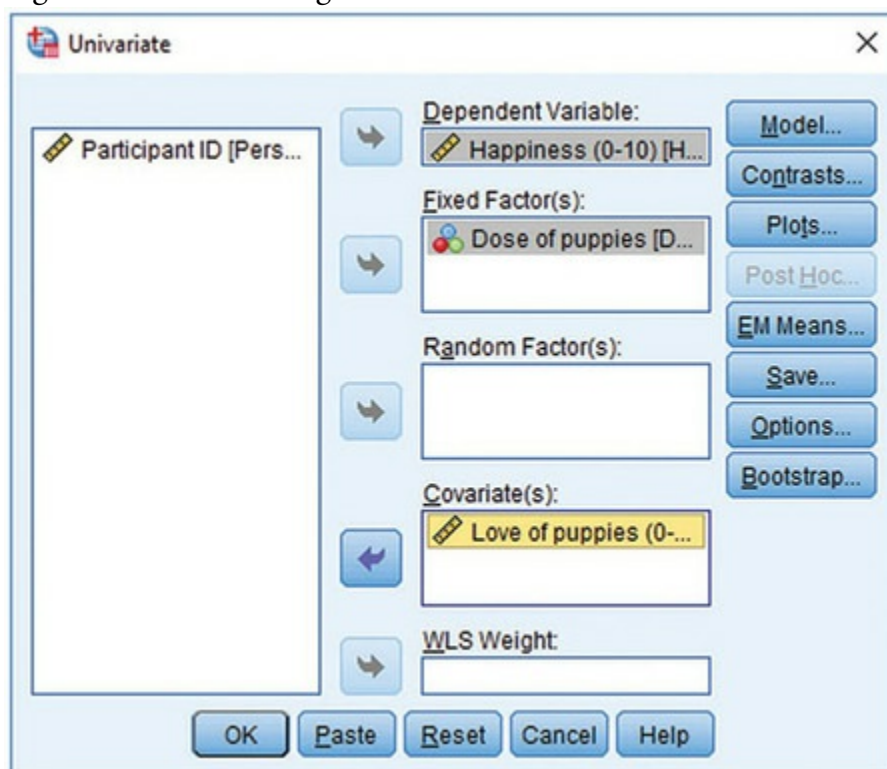 Univariate
Participant ID [Pers...
Dependent Variable:
Happiness (0-10) [H...
Fixed Factor(s):
Dose of puppies [D...
Random Factor(s):
Covariate(s):
Love of puppies (0-...
WLS Weight:
Model...
Contrasts...
Plots...
Post Hoc...
EM Means...
Save...
Options...
Bootstrap...
OK
Paste
Reset
Cancel
Help